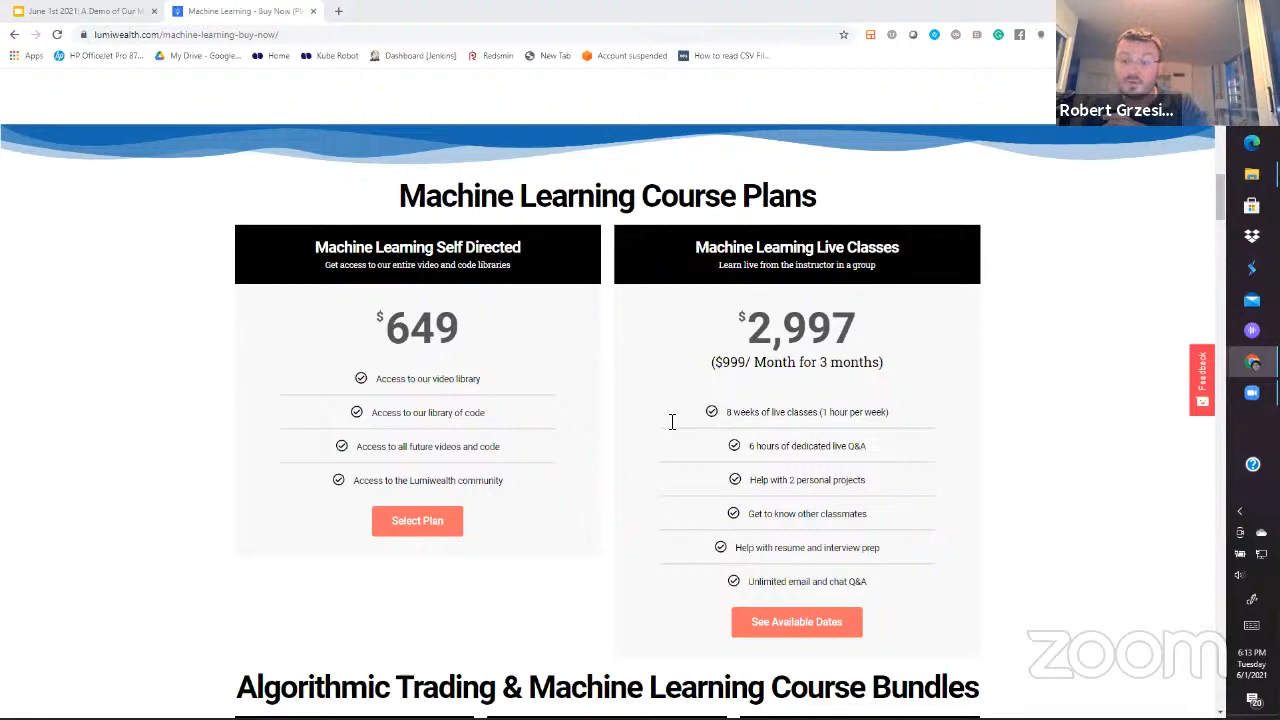 June 1st 2021: A Demo of Our M
Machine Learning - Buy Now (Pl
lumiwealth.com/machine-learning-buy-now/
Apps
HP OfficeJet Pro 87...
My Drive - Google...
Home
Kube Robot
Dashboard [Jenkins]
Redsmin
New Tab
Account suspended
How to read CSV Fil...
Robert Grzesi...
Machine Learning Course Plans
Machine Learning Self Directed
Get access to our entire video and code libraries
$649
Access to our video library
Access to our library of code
Access to all future videos and code
Access to the Lumiwealth community
Select Plan
Machine Learning Live Classes
Learn live from the instructor in a group
$2,997
($999/ Month for 3 months)
8 weeks of live classes (1 hour per week)
6 hours of dedicated live Q&A
Help with 2 personal projects
Get to know other classmates
Help with resume and interview prep
Unlimited email and chat Q&A
See Available Dates
Feedback
Algorithmic Trading & Machine Learning Course Bundles
zoom
6:13 PM
Tuesday
6/1/2021
20